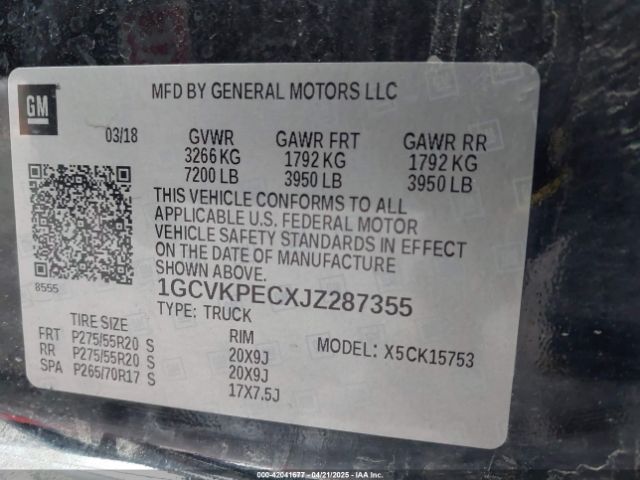 GM
MFD BY GENERAL MOTORS LLC
03/18 GVWR GAWR FRT GAWR RR
3266 KG 1792 KG 1792 KG
7200 LB 3950 LB 3950 LB
THIS VEHICLE CONFORMS TO ALL
APPLICABLE U.S. FEDERAL MOTOR
VEHICLE SAFETY STANDARDS IN EFFECT
ON THE DATE OF MANUFACTURE
SHOWN ABOVE.
8555
1GCVKPECXJZ287355
TYPE: TRUCK
TIRE SIZE RIM MODEL: X5CK15753
FRT P275/55R20 S 20X9J
RR P275/55R20 S 20X9J
SPA P265/70R17 S 17X7.5J
000-42041677 - 04/21/2025 - IAA Inc.